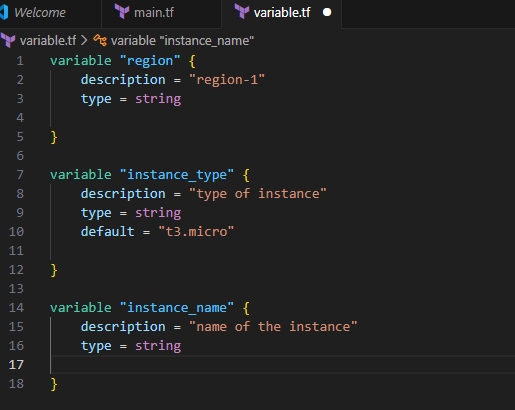 Welcome main.tf variable.tf
variable.tf > variable "instance_name"
1 variable "region" {
2 description = "region-1"
3 type = string
4
5 }
6
7 variable "instance_type" {
8 description = "type of instance"
9 type = string
10 default = "t3.micro"
11
12 }
13
14 variable "instance_name" {
15 description = "name of the instance"
16 type = string
17
18 }